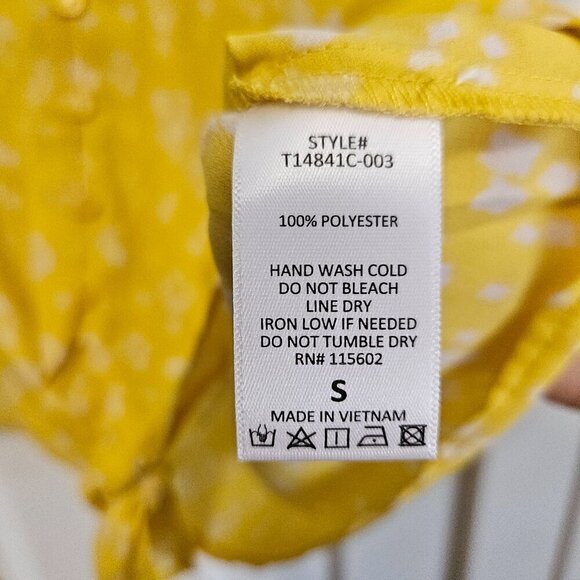 STYLE#
T14841C-003
100% POLYESTER
HAND WASH COLD
DO NOT BLEACH
LINE DRY
IRON LOW IF NEEDED
DO NOT TUMBLE DRY
RN# 115602
S
MADE IN VIETNAM